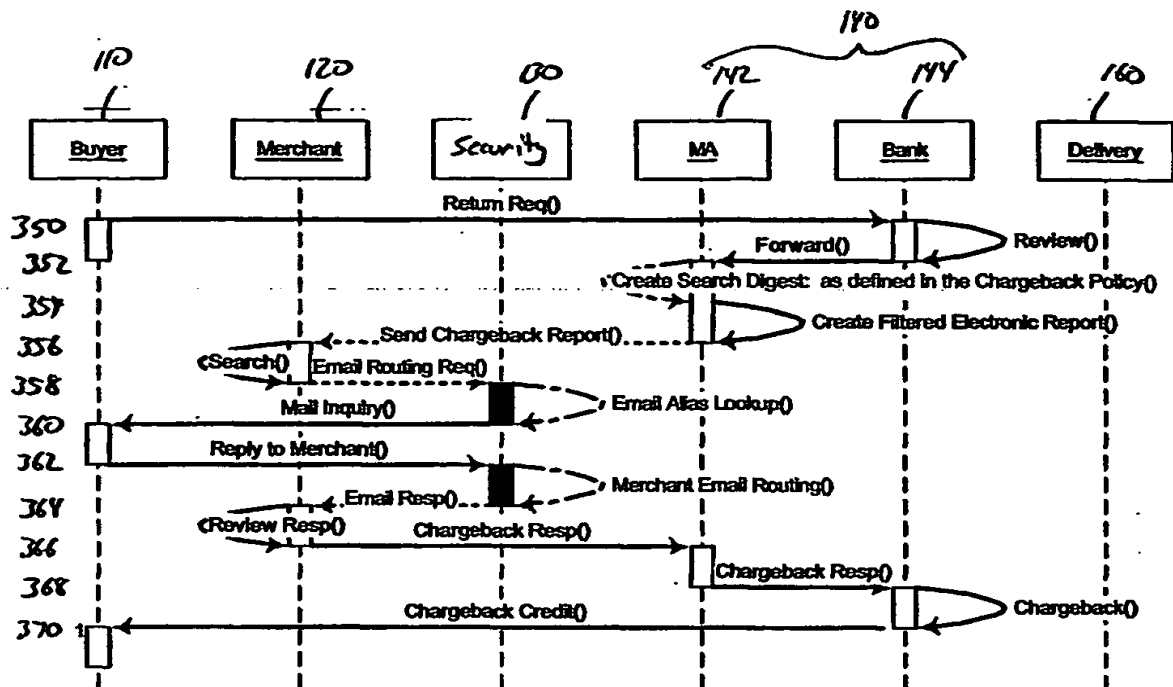 140
110 120 130 142 144 160
Buyer Merchant Security MA Bank Delivery
Return Req()
350
Review()
Forward()
352
Create Search Digest: as defined in the Chargeback Policy()
354
Create Filtered Electronic Report()
Send Chargeback Report()
356
Search() Email Routing Req()
358
Email Alias Lookup()
Mail Inquiry()
360
Reply to Merchant()
362
Merchant Email Routing()
Email Resp()
364
Review Resp() Chargeback Resp()
366
Chargeback Resp()
368
Chargeback Credit() Chargeback()
370